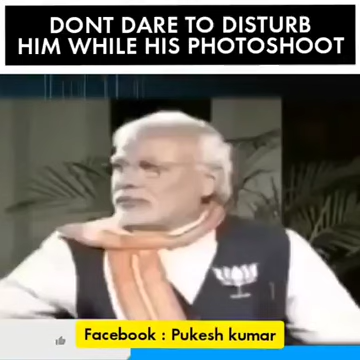 DONT DARE TO DISTURB
HIM WHILE HIS PHOTOSHOOT
Facebook : Pukesh kumar